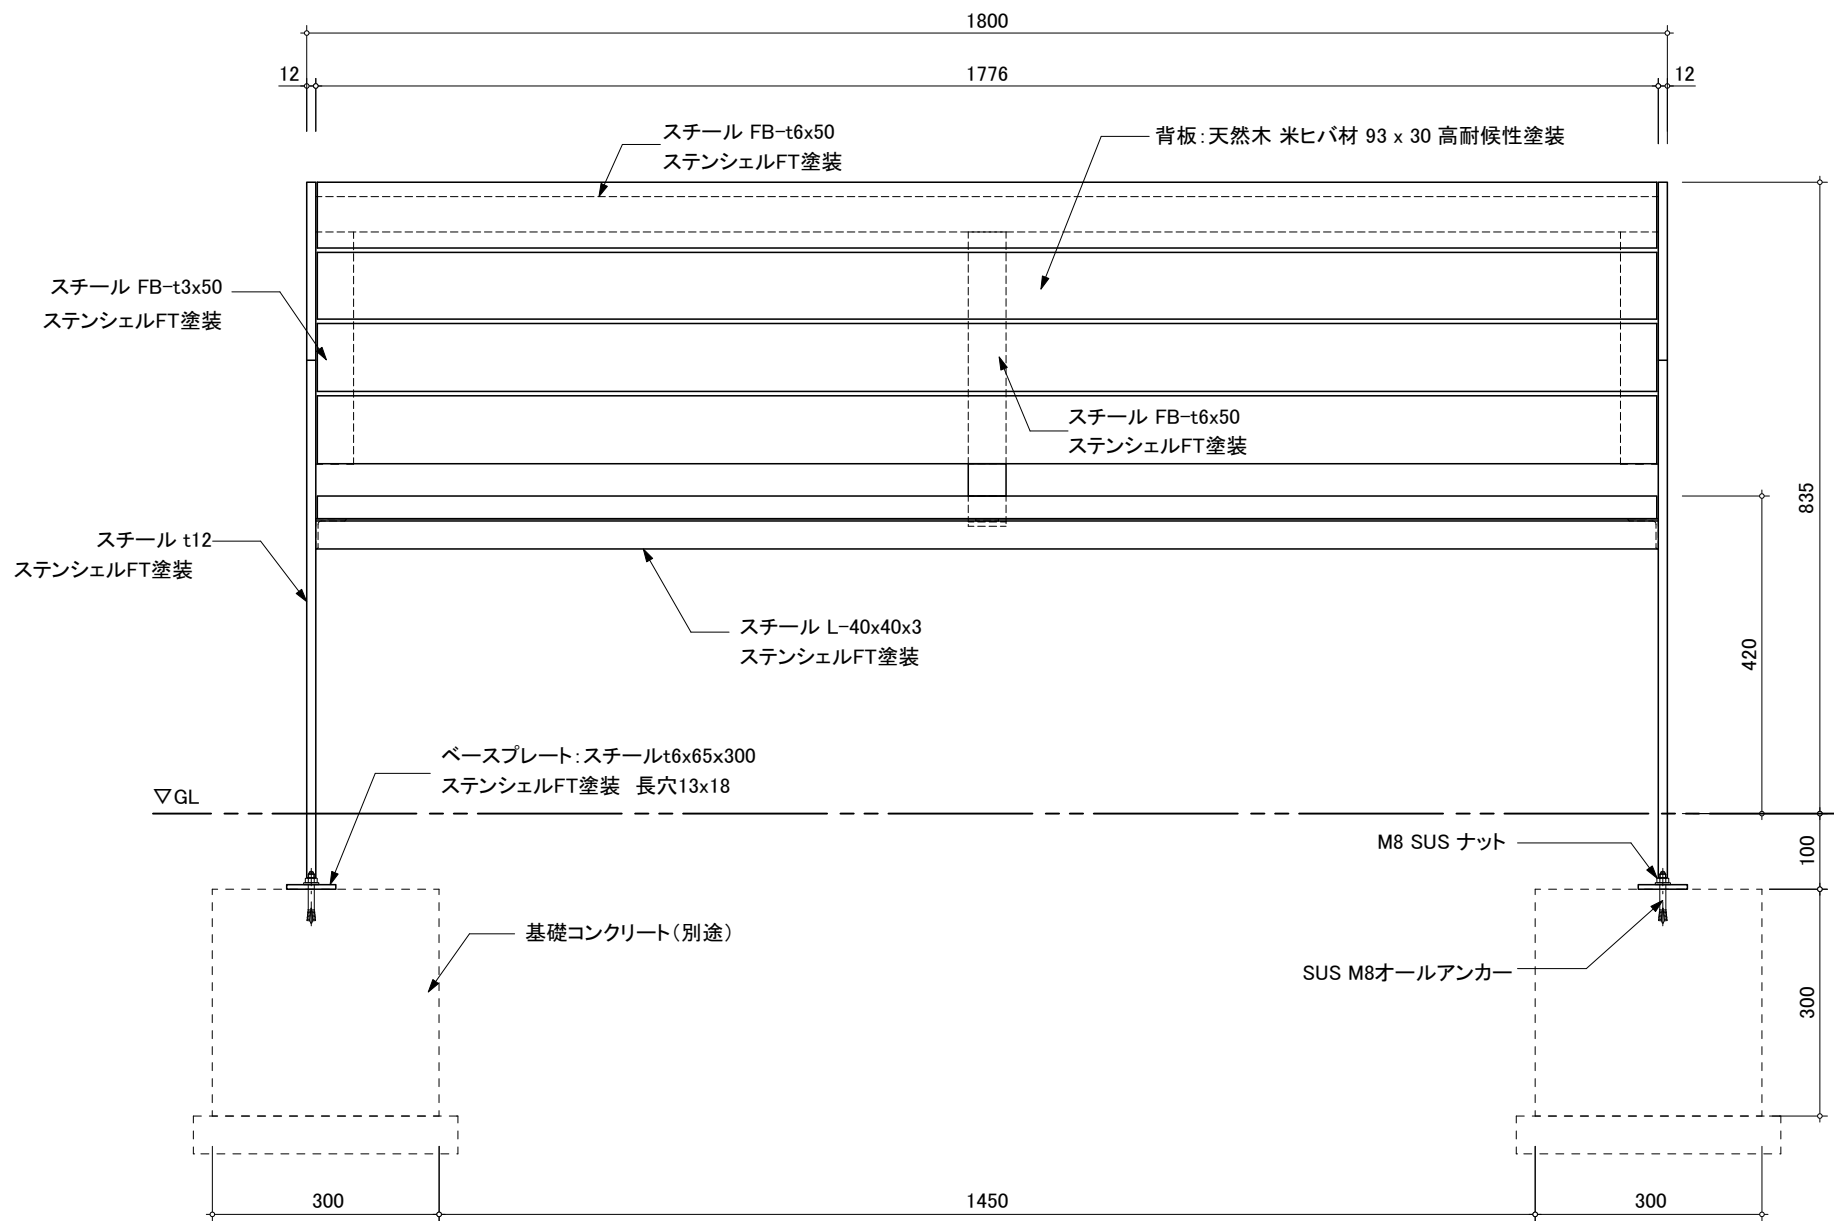 1800
12
1776
12
スチール FB-t6x50
ステンシェルFT塗装
背板:天然木 米ヒバ材 93 x 30 高耐候性塗装
スチール FB-t3x50
ステンシェルFT塗装
スチール FB-t6x50
ステンシェルFT塗装
835
スチール t12
ステンシェルFT塗装
スチール L-40x40x3
ステンシェルFT塗装
420
ベースプレート:スチールt6x65x300
ステンシェルFT塗装 長穴13x18
▽GL
M8 SUS ナット
100
基礎コンクリート(別途)
SUS M8オールアンカー
300
300
1450
300